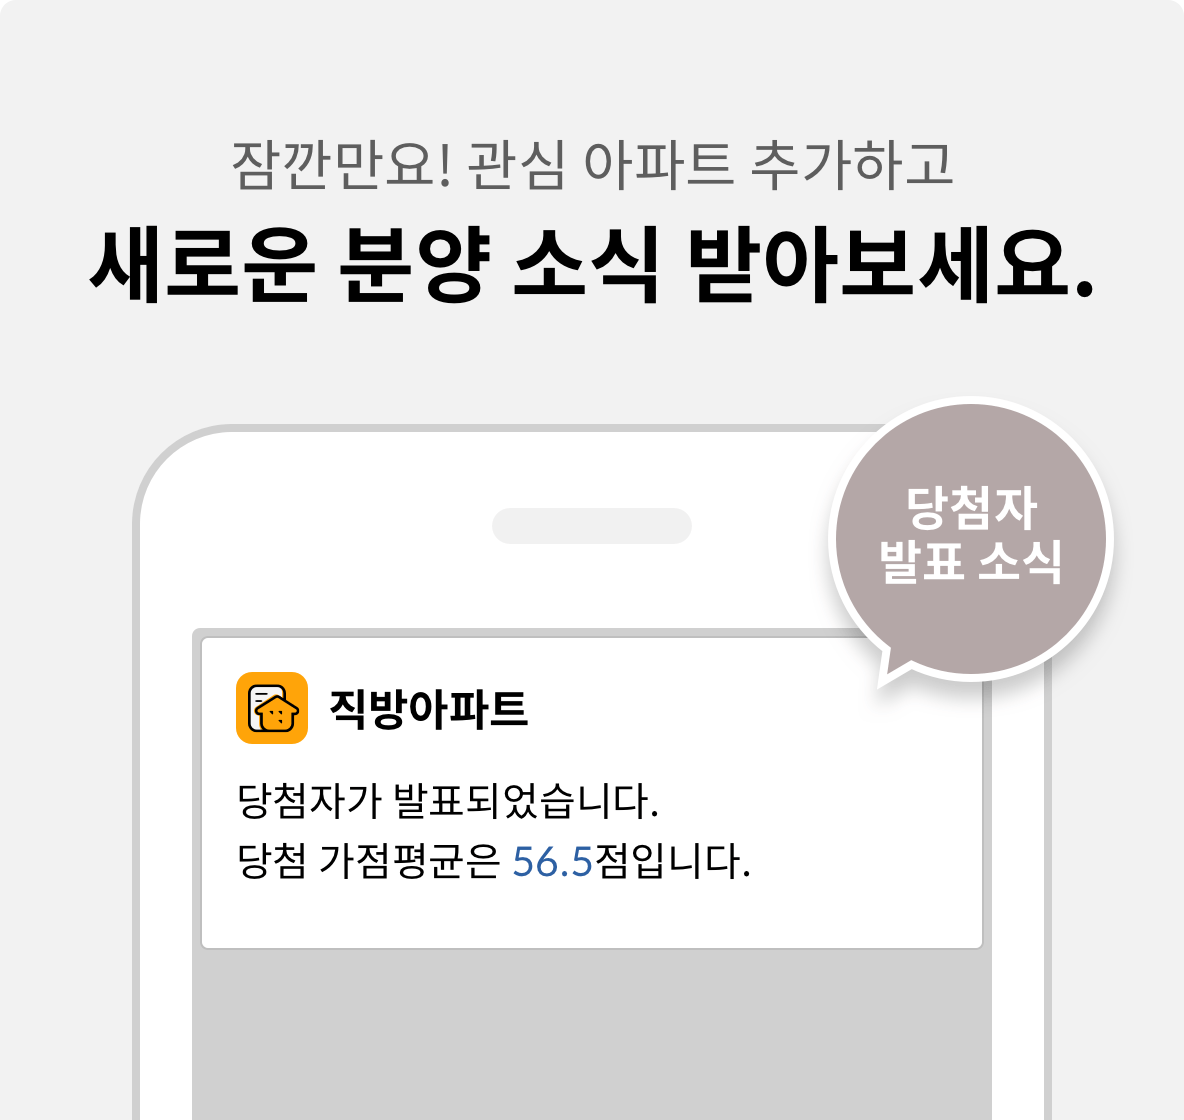 잠깐만요! 관심 아파트 추가하고
새로운 분양 소식 받아보세요.
당첨자
발표 소식
직방아파트
당첨자가 발표되었습니다.
당첨 가점평균은 56.5점입니다.